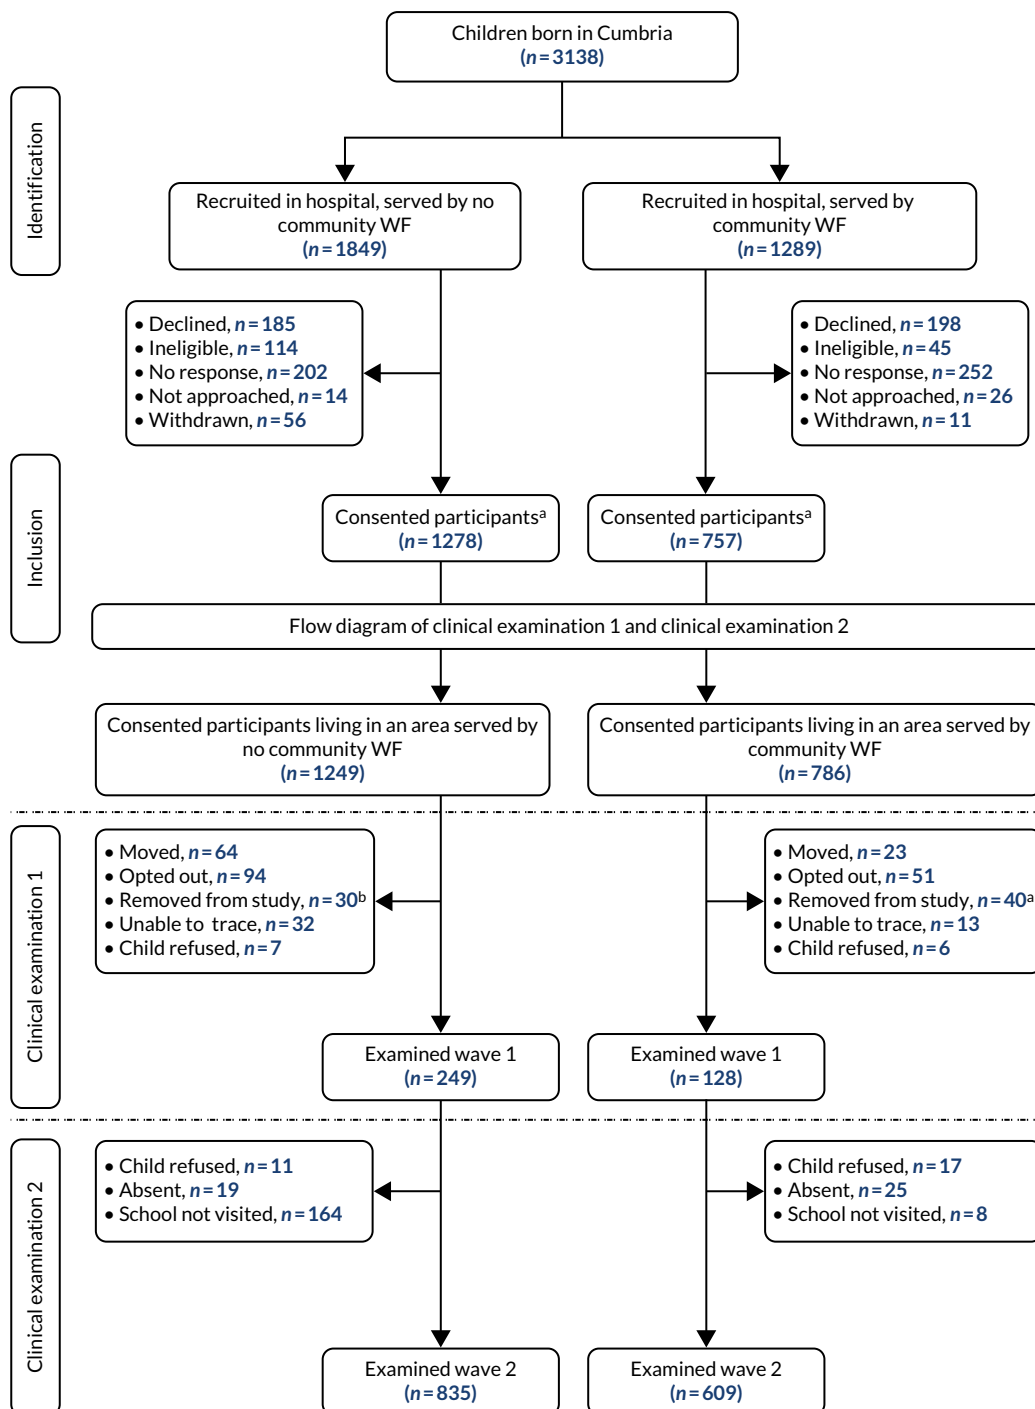 Children born in Cumbria
(n=3138)
Identification
Recruited in hospital, served by no
community WF
(n=1849)
Recruited in hospital, served by
community WF
(n=1289)
• Declined, n=185
• Ineligible, n=114
• No response, n=202
• Not approached, n=14
• Withdrawn, n=56
• Declined, n=198
• Ineligible, n=45
• No response, n=252
• Not approached, n=26
• Withdrawn, n=11
Inclusion
Consented participantsᵃ
(n=1278)
Consented participantsᵃ
(n=757)
Flow diagram of clinical examination 1 and clinical examination 2
Consented participants living in an area served by
no community WF
(n=1249)
Consented participants living in an area served by
community WF
(n=786)
Clinical examination 1
• Moved, n=64
• Opted out, n=94
• Removed from study, n=30ᵇ
• Unable to trace, n=32
• Child refused, n=7
• Moved, n=23
• Opted out, n=51
• Removed from study, n=40ᵃ
• Unable to trace, n=13
• Child refused, n=6
Examined wave 1
(n=249)
Examined wave 1
(n=128)
Clinical examination 2
• Child refused, n=11
• Absent, n=19
• School not visited, n=164
• Child refused, n=17
• Absent, n=25
• School not visited, n=8
Examined wave 2
(n=835)
Examined wave 2
(n=609)